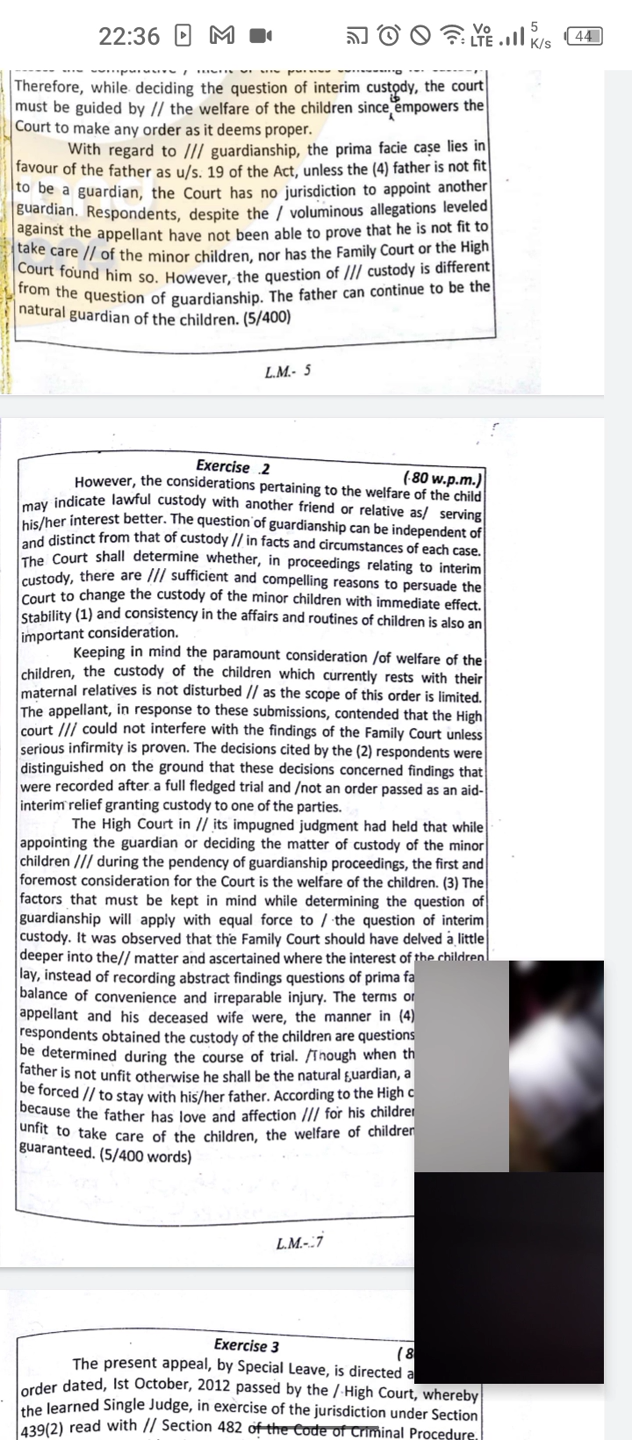 22:36
Vo LTE
5 K/s
44
Therefore, while deciding the question of interim custody, the court
must be guided by // the welfare of the children since empowers the
Court to make any order as it deems proper.
With regard to /// guardianship, the prima facie case lies in
favour of the father as u/s. 19 of the Act, unless the (4) father is not fit
to be a guardian, the Court has no jurisdiction to appoint another
guardian. Respondents, despite the / voluminous allegations leveled
against the appellant have not been able to prove that he is not fit to
take care // of the minor children, nor has the Family Court or the High
Court found him so. However, the question of /// custody is different
from the question of guardianship. The father can continue to be the
natural guardian of the children. (5/400)
L.M.- 5
Exercise .2
(80 w.p.m.)
However, the considerations pertaining to the welfare of the child
may indicate lawful custody with another friend or relative as/ serving
his/her interest better. The question of guardianship can be independent of
and distinct from that of custody // in facts and circumstances of each case.
The Court shall determine whether, in proceedings relating to interim
custody, there are /// sufficient and compelling reasons to persuade the
Court to change the custody of the minor children with immediate effect.
Stability (1) and consistency in the affairs and routines of children is also an
important consideration.
Keeping in mind the paramount consideration /of welfare of the
children, the custody of the children which currently rests with their
maternal relatives is not disturbed // as the scope of this order is limited.
The appellant, in response to these submissions, contended that the High
court /// could not interfere with the findings of the Family Court unless
serious infirmity is proven. The decisions cited by the (2) respondents were
distinguished on the ground that these decisions concerned findings that
were recorded after a full fledged trial and /not an order passed as an aid-
interim relief granting custody to one of the parties.
The High Court in // its impugned judgment had held that while
appointing the guardian or deciding the matter of custody of the minor
children /// during the pendency of guardianship proceedings, the first and
foremost consideration for the Court is the welfare of the children. (3) The
factors that must be kept in mind while determining the question of
guardianship will apply with equal force to / the question of interim
custody. It was observed that the Family Court should have delved a little
deeper into the// matter and ascertained where the interest of the children
lay, instead of recording abstract findings questions of prima fa
balance of convenience and irreparable injury. The terms or
appellant and his deceased wife were, the manner in (4)
respondents obtained the custody of the children are questions
be determined during the course of trial. /Though when th
father is not unfit otherwise he shall be the natural guardian, a
be forced // to stay with his/her father. According to the High c
because the father has love and affection /// for his childrer
unfit to take care of the children, the welfare of children
guaranteed. (5/400 words)
L.M.-.:7
Exercise 3
(8
The present appeal, by Special Leave, is directed a
order dated, Ist October, 2012 passed by the / High Court, whereby
the learned Single Judge, in exercise of the jurisdiction under Section
439(2) read with // Section 482 of the Code of Criminal Procedure,